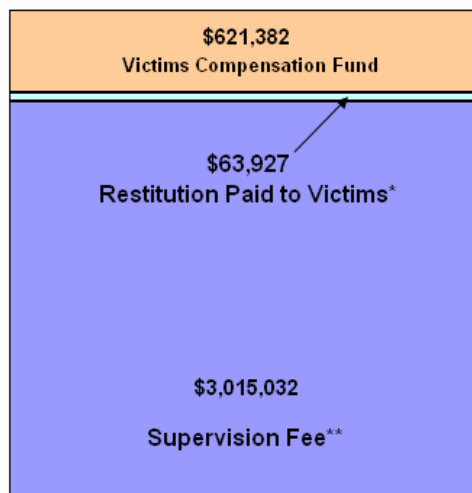 $621,382
Victims Compensation Fund
$63,927
Restitution Paid to Victims*
$3,015,032
Supervision Fee**